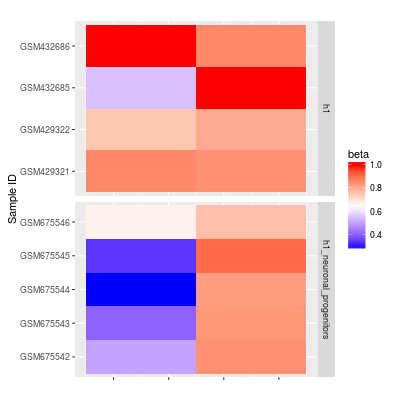 GSM432686
GSM432685
GSM429322
GSM429321
h1
GSM675546
GSM675545
GSM675544
GSM675543
GSM675542
h1_neuronal_progenitors
Sample ID
beta
1.0
0.8
0.6
0.4